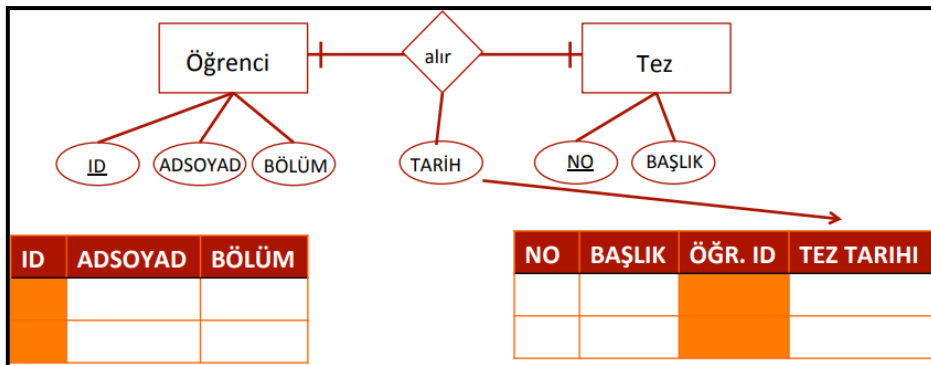 Öğrenci alır Tez
ID ADSOYAD BÖLÜM TARİH NO BAŞLIK
ID ADSOYAD BÖLÜM
NO BAŞLIK ÖĞR. ID TEZ TARIHI